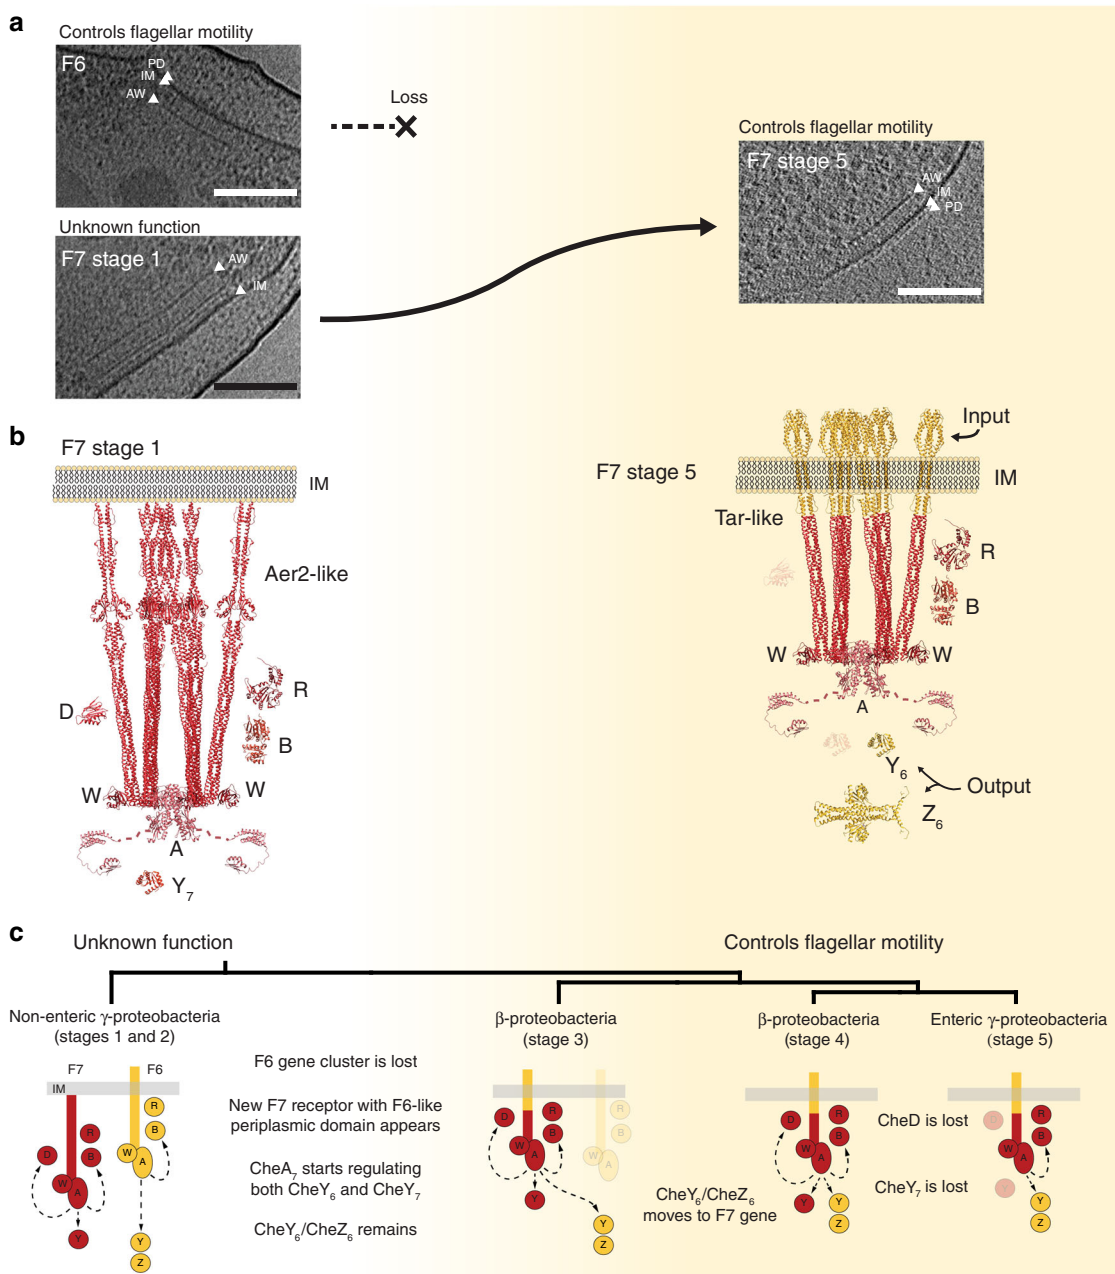 a
Controls flagellar motility
F6
PD
IM
AW
Loss
Unknown function
F7 stage 1
AW
IM
Controls flagellar motility
F7 stage 5
AW
IM
PD
b
F7 stage 1
IM
Aer2-like
D
R
B
W
W
A
Y7
Input
F7 stage 5
IM
Tar-like
R
B
W
W
A
Y6
Output
Z6
c
Unknown function
Controls flagellar motility
Non-enteric γ-proteobacteria
(stages 1 and 2)
β-proteobacteria
(stage 3)
β-proteobacteria
(stage 4)
Enteric γ-proteobacteria
(stage 5)
F7
F6
IM
R
B
D
W
A
Y
R
B
W
A
Y
Z
F6 gene cluster is lost
New F7 receptor with F6-like
periplasmic domain appears
CheA7 starts regulating
both CheY6 and CheY7
CheY6/CheZ6 remains
D
R
B
W
A
Y
R
B
W
A
Y
Z
CheY6/CheZ6
moves to F7 gene
D
R
B
W
A
Y
Y
Z
CheD is lost
CheY7 is lost
D
R
B
W
A
Y
Z